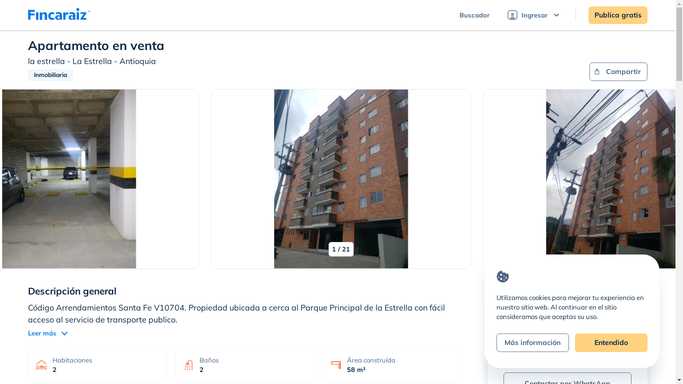 Fincaraiz
Buscador
Ingresar
Publica gratis
Apartamento en venta
la estrella - La Estrella - Antioquia
Inmobiliaria
Compartir
1 / 21
Descripción general
Código Arrendamientos Santa Fe V10704. Propiedad ubicada a cerca al Parque Principal de la Estrella con fácil
acceso al servicio de transporte publico.
Leer más
Habitaciones
2
Baños
2
Área construida
58 m²
Utilizamos cookies para mejorar tu experiencia en
nuestro sitio web. Al continuar en el sitio
consideramos que aceptas su uso.
Más información
Entendido
Contactar por WhatsApp